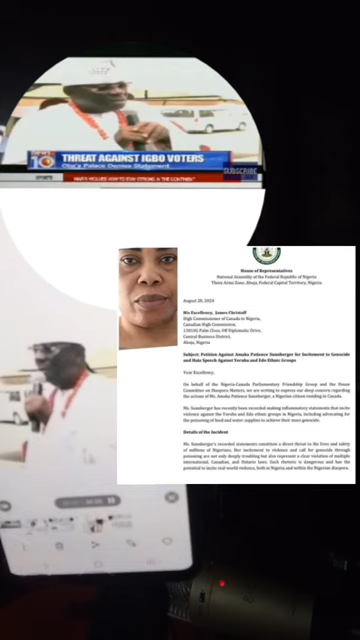 NEWS
10
THREAT AGAINST IGBO VOTERS
Oba's Palace Denies Statement
SUBSCRIBE
SPORTS
House of Representatives
National Assembly of the Federal Republic of Nigeria
Three Arms Zone, Abuja, Federal Capital Territory, Nigeria.
August 28, 2024
His Excellency, James Christoff
High Commissioner of Canada to Nigeria,
Canadian High Commission,
13010G Palm Close, Off Diplomatic Drive,
Central Business District,
Abuja, Nigeria
Subject: Petition Against Amaka Patience Sunnberger for Incitement to Genocide
and Hate Speech Against Yoruba and Edo Ethnic Groups
Your Excellency,
On behalf of the Nigeria-Canada Parliamentary Friendship Group and the House
Committee on Diaspora Matters, we are writing to express our deep concern regarding
the actions of Ms. Amaka Patience Sunnberger, a Nigerian citizen residing in Canada.
Ms. Sunnberger has recently been recorded making inflammatory statements that incite
violence against the Yoruba and Edo ethnic groups in Nigeria, including advocating for
the poisoning of food and water supplies to achieve their mass genocide.
Details of the Incident
Ms. Sunnberger's recorded statements constitute a direct threat to the lives and safety
of millions of Nigerians. Her incitement to violence and call for genocide through
poisoning are not only deeply troubling but also represent a clear violation of multiple
international, Canadian, and Ontario laws. Such rhetoric is dangerous and has the
potential to incite real-world violence, both in Nigeria and within the Nigerian diaspora.